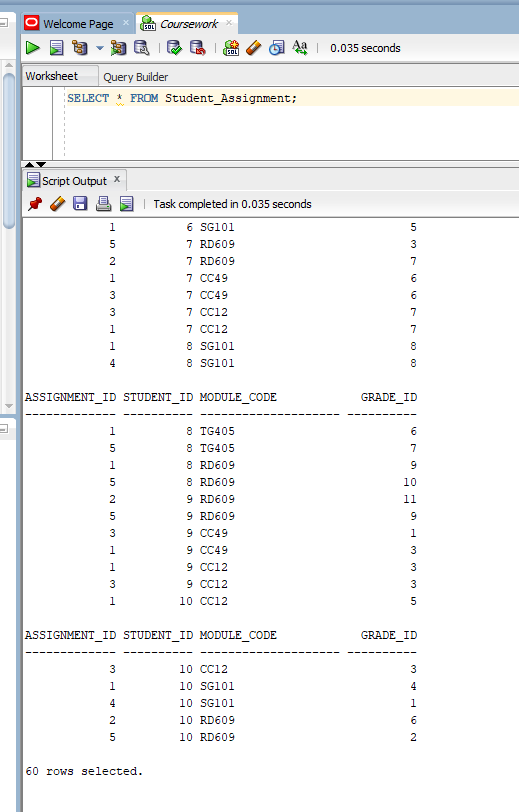 Welcome Page Coursework
0.035 seconds
Worksheet Query Builder
SELECT * FROM Student_Assignment;
Script Output x
Task completed in 0.035 seconds
1 6 SG101 5
5 7 RD609 3
2 7 RD609 7
1 7 CC49 6
3 7 CC49 6
3 7 CC12 7
1 7 CC12 7
1 8 SG101 8
4 8 SG101 8
ASSIGNMENT_ID STUDENT_ID MODULE_CODE GRADE_ID
------------- ---------- -------------------- ----------
1 8 TG405 6
5 8 TG405 7
1 8 RD609 9
5 8 RD609 10
2 9 RD609 11
5 9 RD609 9
3 9 CC49 1
1 9 CC49 3
1 9 CC12 3
3 9 CC12 3
1 10 CC12 5
ASSIGNMENT_ID STUDENT_ID MODULE_CODE GRADE_ID
------------- ---------- -------------------- ----------
3 10 CC12 3
1 10 SG101 4
4 10 SG101 1
2 10 RD609 6
5 10 RD609 2
60 rows selected.